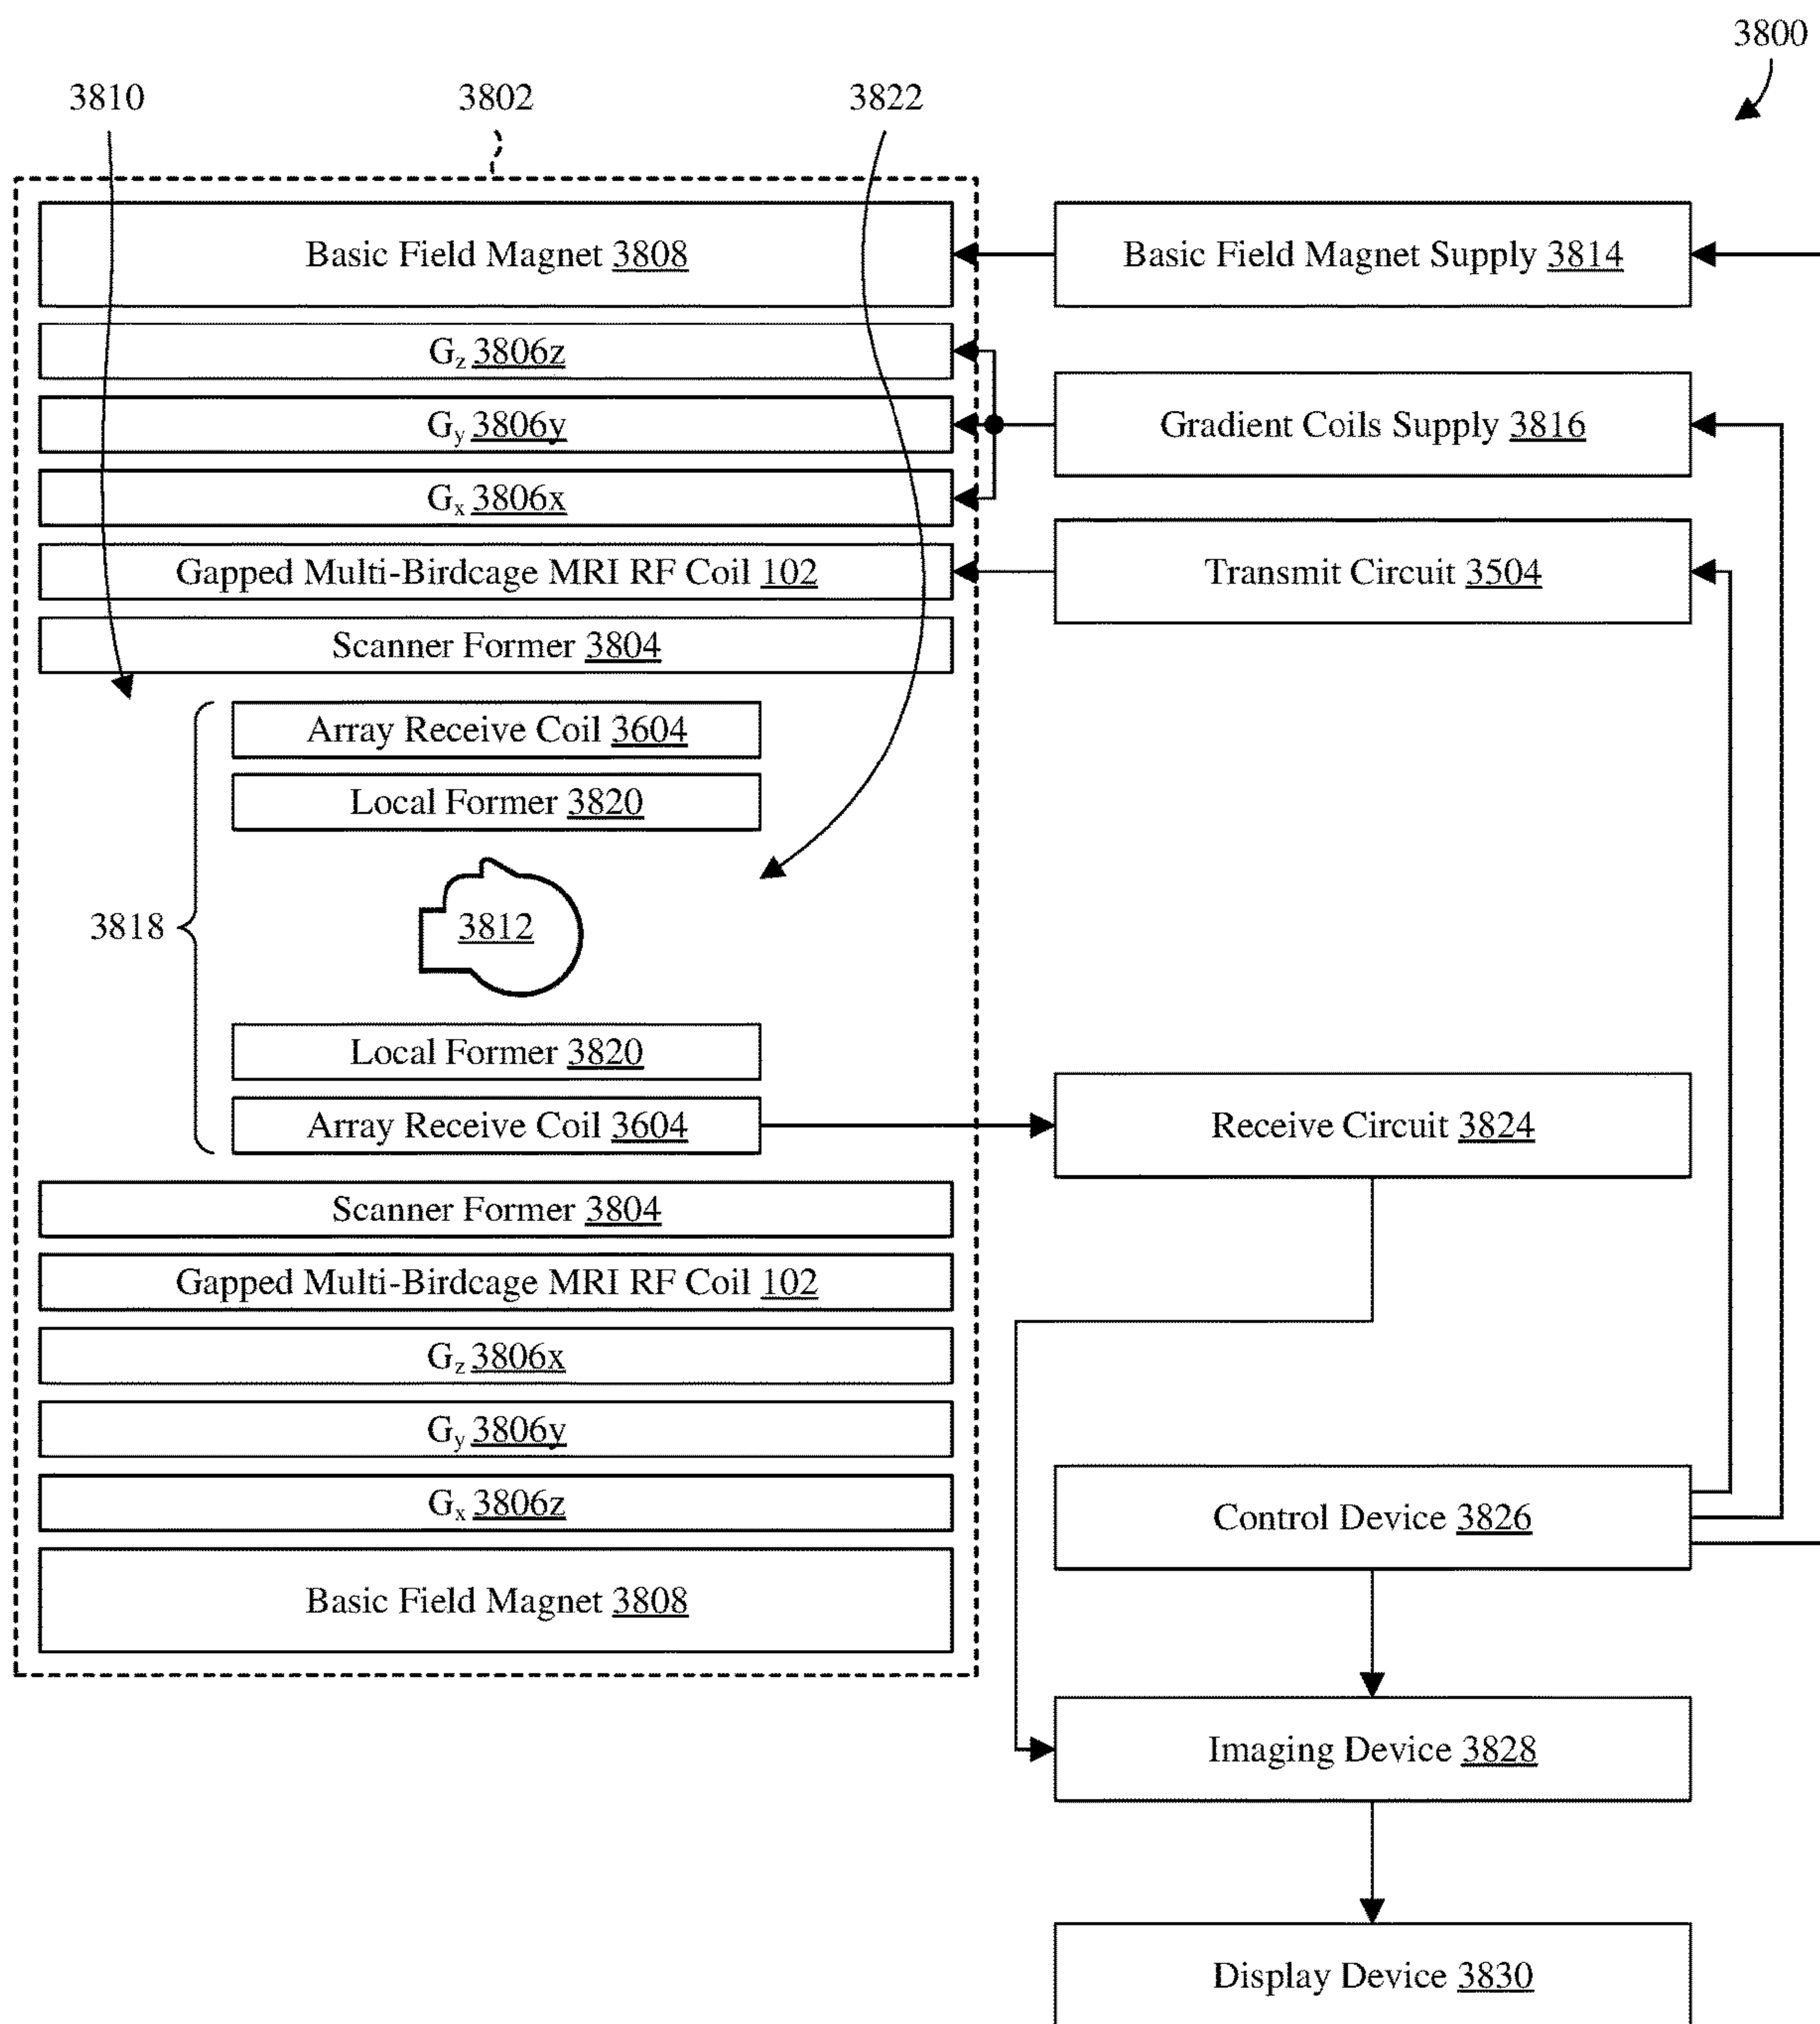 3800
3810
3802
3822
Basic Field Magnet 3808
Basic Field Magnet Supply 3814
Gz 3806z
Gy 3806y
Gradient Coils Supply 3816
Gx 3806x
Gapped Multi-Birdcage MRI RF Coil 102
Transmit Circuit 3504
Scanner Former 3804
Array Receive Coil 3604
Local Former 3820
3818
3812
Local Former 3820
Array Receive Coil 3604
Receive Circuit 3824
Scanner Former 3804
Gapped Multi-Birdcage MRI RF Coil 102
Gz 3806x
Gy 3806y
Gx 3806z
Control Device 3826
Basic Field Magnet 3808
Imaging Device 3828
Display Device 3830